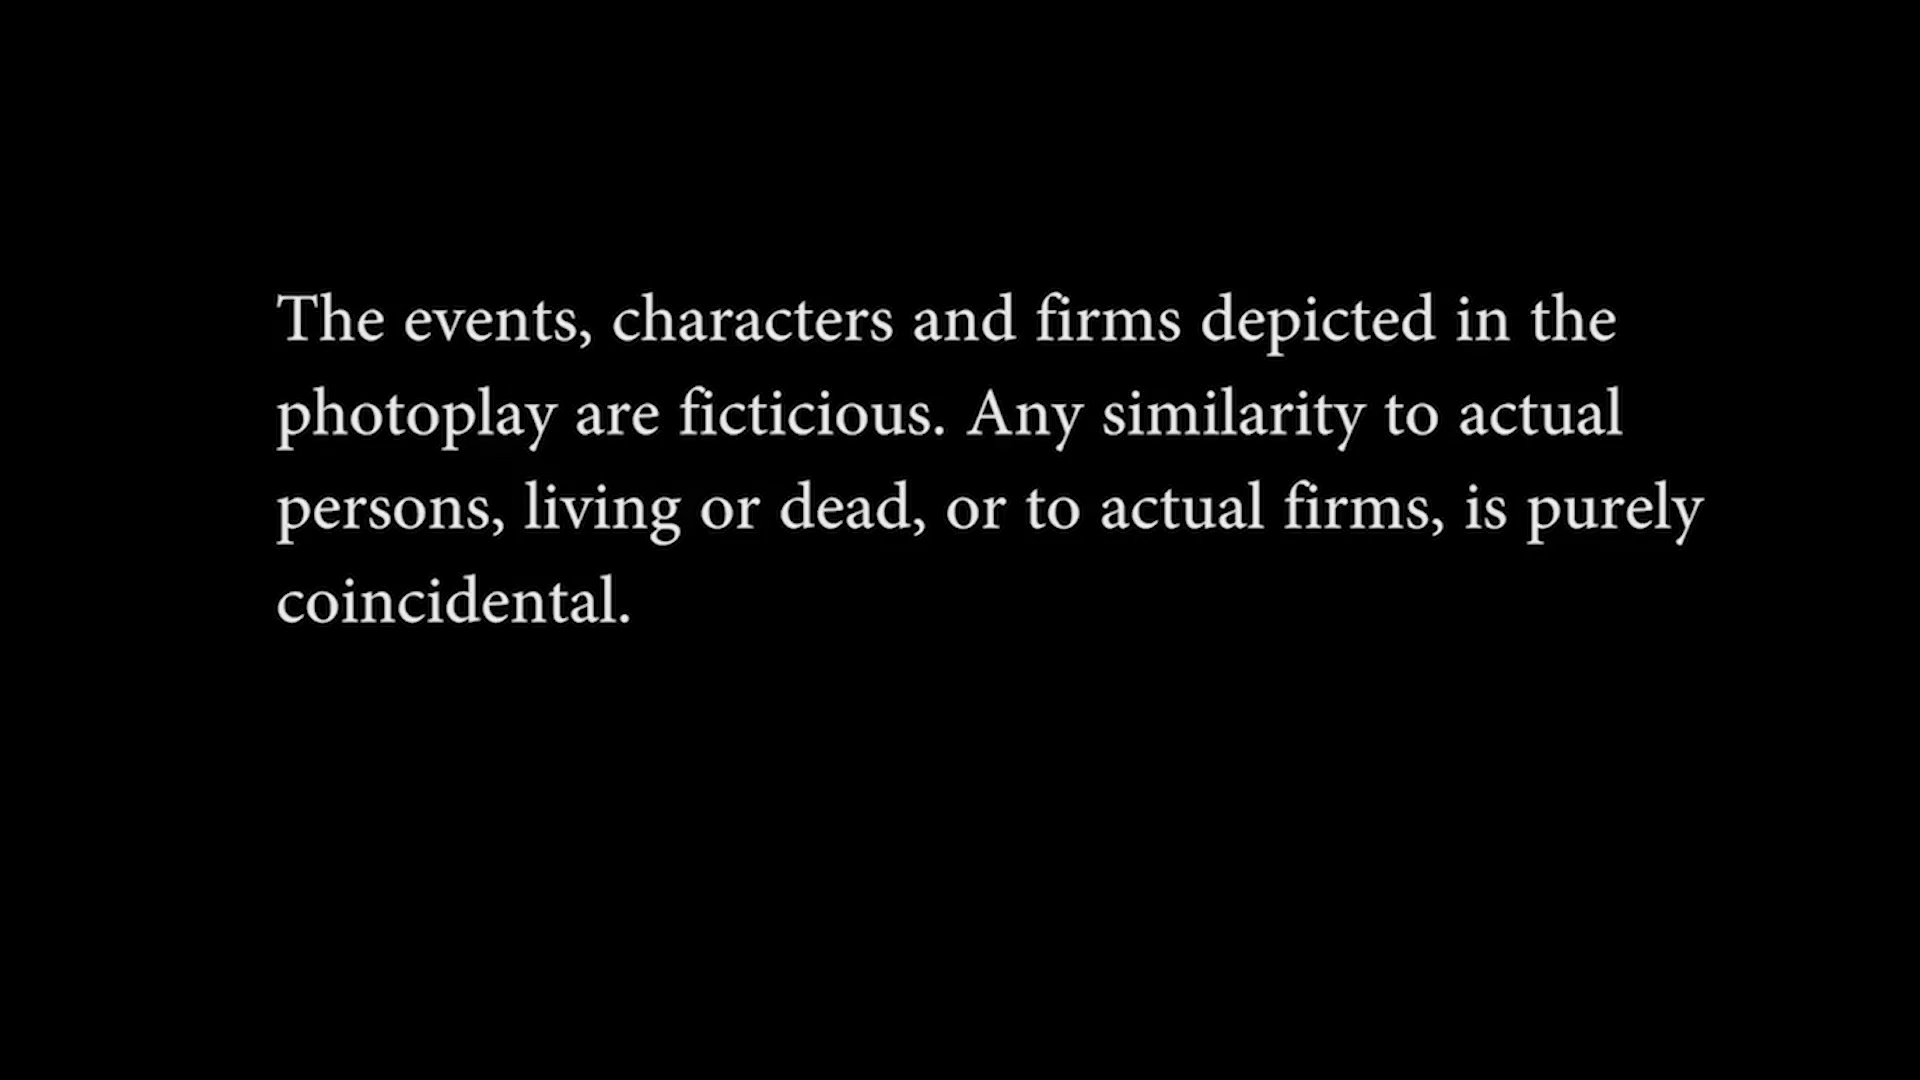 The events, characters and firms depicted in the
photoplay are ficticious. Any similarity to actual
persons, living or dead, or to actual firms, is purely
coincidental.